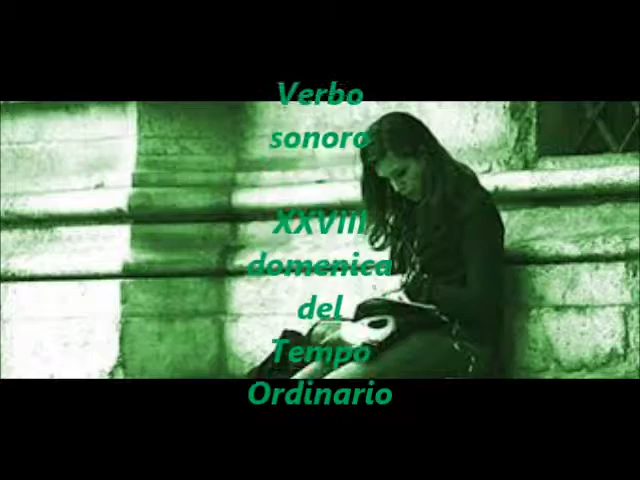 Verbo
sonoro
XXVIII
domenica
del
Tempo
Ordinario